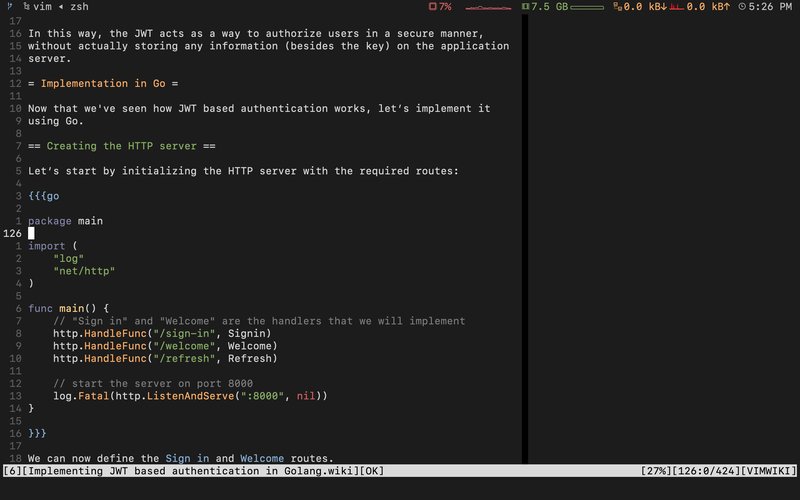 vim ◂ zsh 7% 7.5 GB 0.0 kB↓ 0.0 kB↑ 5:26 PM
17
16 In this way, the JWT acts as a way to authorize users in a secure manner,
15 without actually storing any information (besides the key) on the application
14 server.
13
12 = Implementation in Go =
11
10 Now that we've seen how JWT based authentication works, let’s implement it
9 using Go.
8
7 == Creating the HTTP server ==
6
5 Let’s start by initializing the HTTP server with the required routes:
4
3 {{{go
2
1 package main
126
1 import (
2 "log"
3 "net/http"
4 )
5
6 func main() {
7 // "Sign in" and "Welcome" are the handlers that we will implement
8 http.HandleFunc("/sign-in", Signin)
9 http.HandleFunc("/welcome", Welcome)
10 http.HandleFunc("/refresh", Refresh)
11
12 // start the server on port 8000
13 log.Fatal(http.ListenAndServe(":8000", nil))
14 }
15
16 }}}
17
18 We can now define the Sign in and Welcome routes.
[6][Implementing JWT based authentication in Golang.wiki][OK] [27%][126:0/424][VIMWIKI]